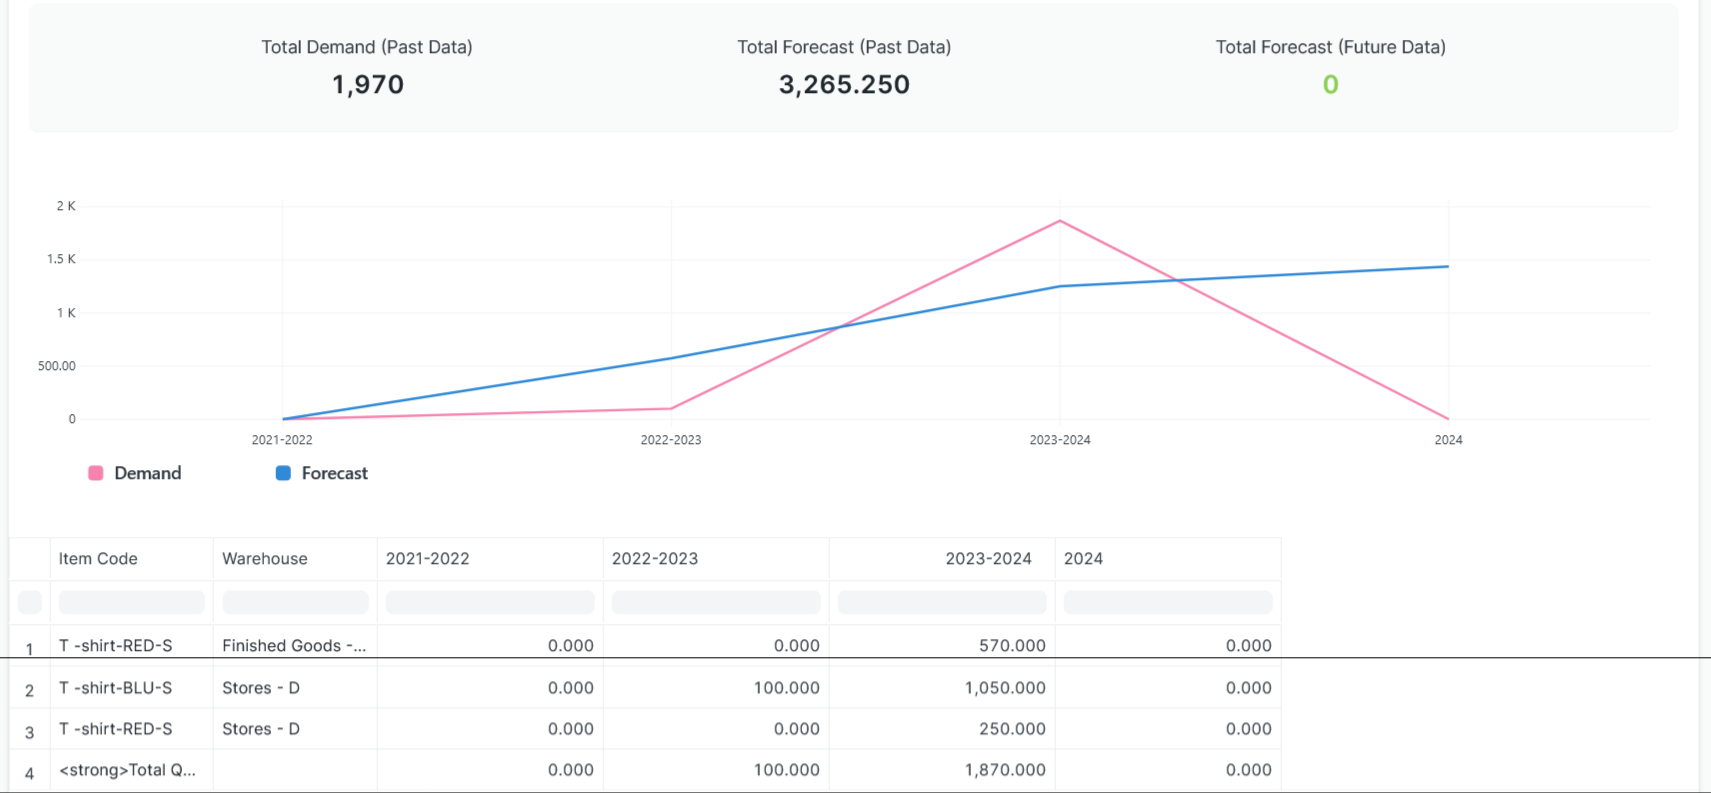 Total Demand (Past Data) Total Forecast (Past Data) Total Forecast (Future Data)
1,970 3,265.250 0
2 K
1.5 K
1 K
500.00
0
2021-2022 2022-2023 2023-2024 2024
Demand Forecast
Item Code Warehouse 2021-2022 2022-2023 2023-2024 2024
1 T -shirt-RED-S Finished Goods -... 0.000 0.000 570.000 0.000
2 T -shirt-BLU-S Stores - D 0.000 100.000 1,050.000 0.000
3 T -shirt-RED-S Stores - D 0.000 0.000 250.000 0.000
4 <strong>Total Q... 0.000 100.000 1,870.000 0.000